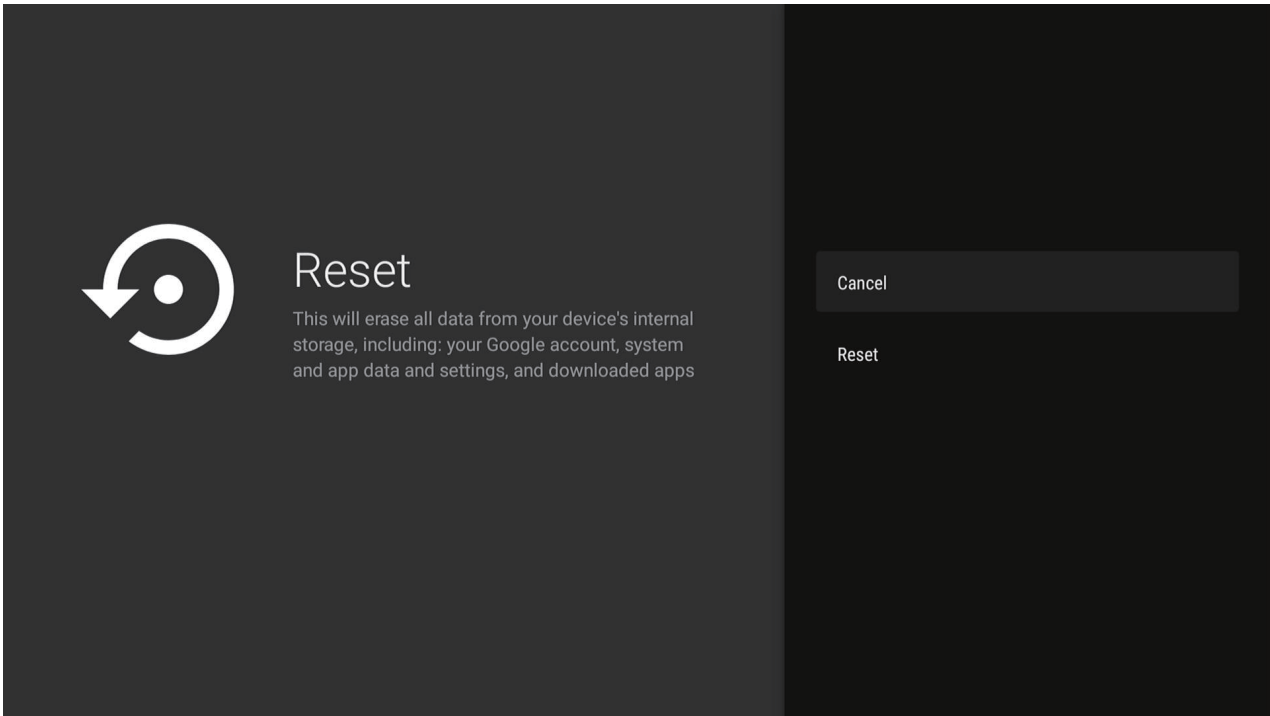 Reset
This will erase all data from your device's internal
storage, including: your Google account, system
and app data and settings, and downloaded apps
Cancel
Reset